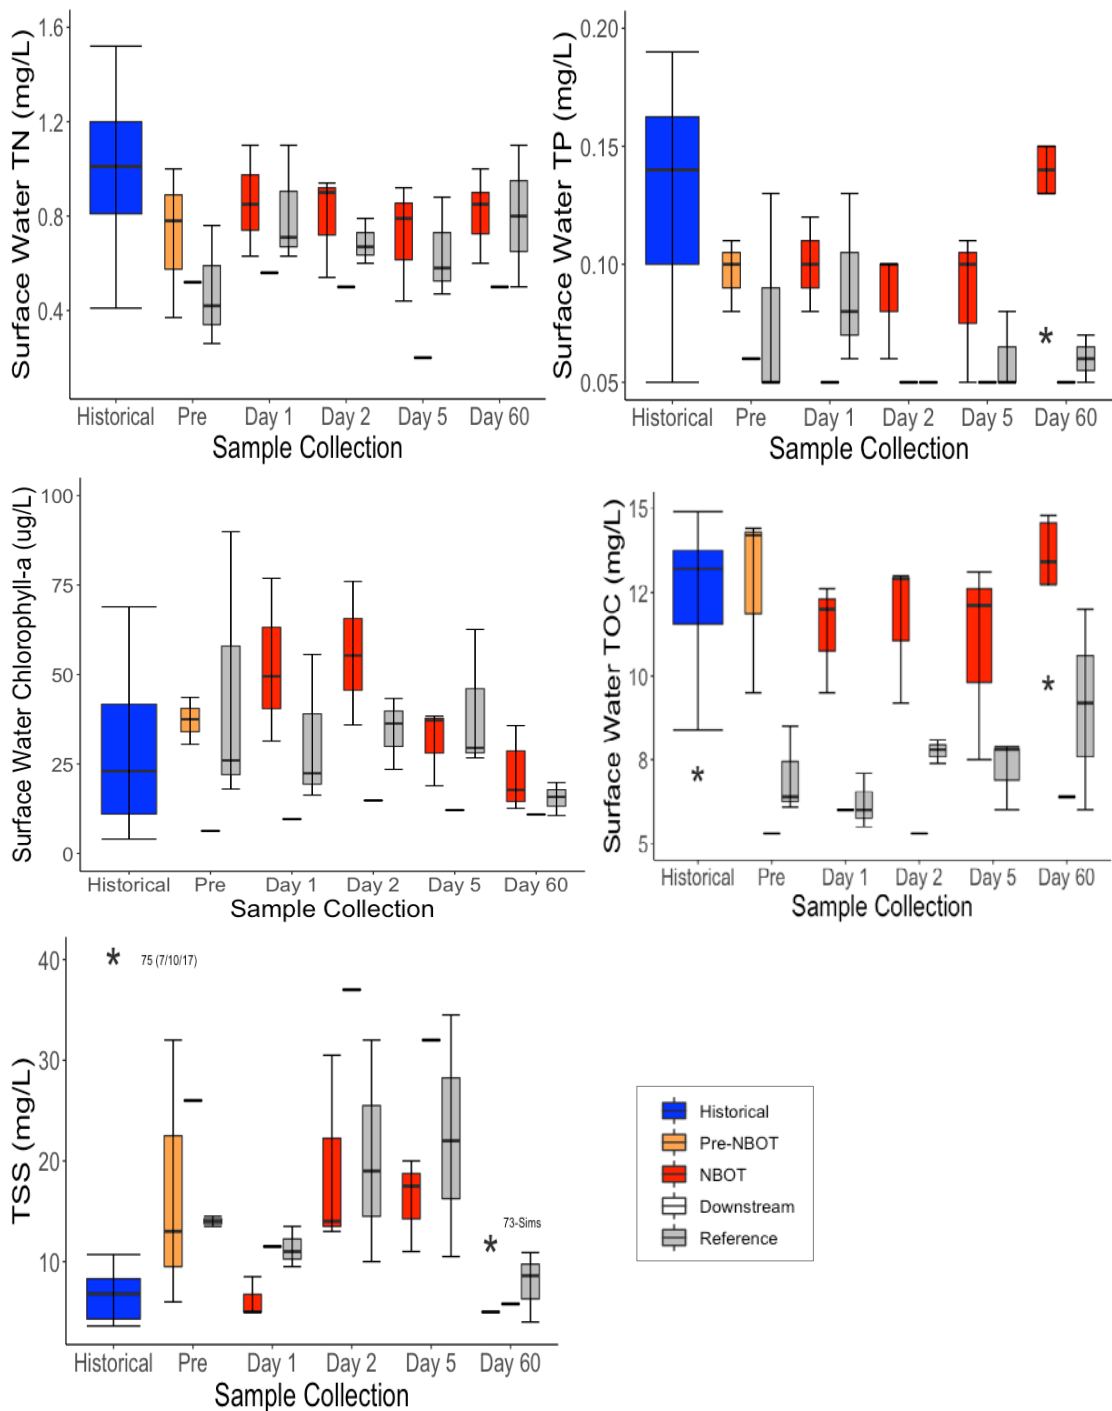 Surface Water TN (mg/L)
1.6
1.2
0.8
0.4
Historical Pre Day 1 Day 2 Day 5 Day 60
Sample Collection
Surface Water TP (mg/L)
0.20
0.15
0.10
0.05
Historical Pre Day 1 Day 2 Day 5 Day 60
Sample Collection
Surface Water Chlorophyll-a (ug/L)
100
75
50
25
0
Historical Pre Day 1 Day 2 Day 5 Day 60
Sample Collection
Surface Water TOC (mg/L)
15
12
10
8
5
Historical Pre Day 1 Day 2 Day 5 Day 60
Sample Collection
TSS (mg/L)
40
30
20
10
* 75 (7/10/17)
73-Sims
*
Historical Pre Day 1 Day 2 Day 5 Day 60
Sample Collection
Historical
Pre-NBOT
NBOT
Downstream
Reference